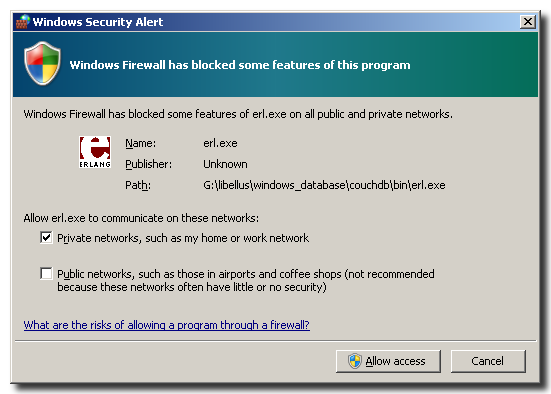 Windows Security Alert
Windows Firewall has blocked some features of this program
Windows Firewall has blocked some features of erl.exe on all public and private networks.
Name: erl.exe
ERLANG
Publisher: Unknown
Path: G:\libellus\windows_database\couchdb\bin\erl.exe
Allow erl.exe to communicate on these networks:
Private networks, such as my home or work network
Public networks, such as those in airports and coffee shops (not recommended
because these networks often have little or no security)
What are the risks of allowing a program through a firewall?
Allow access Cancel